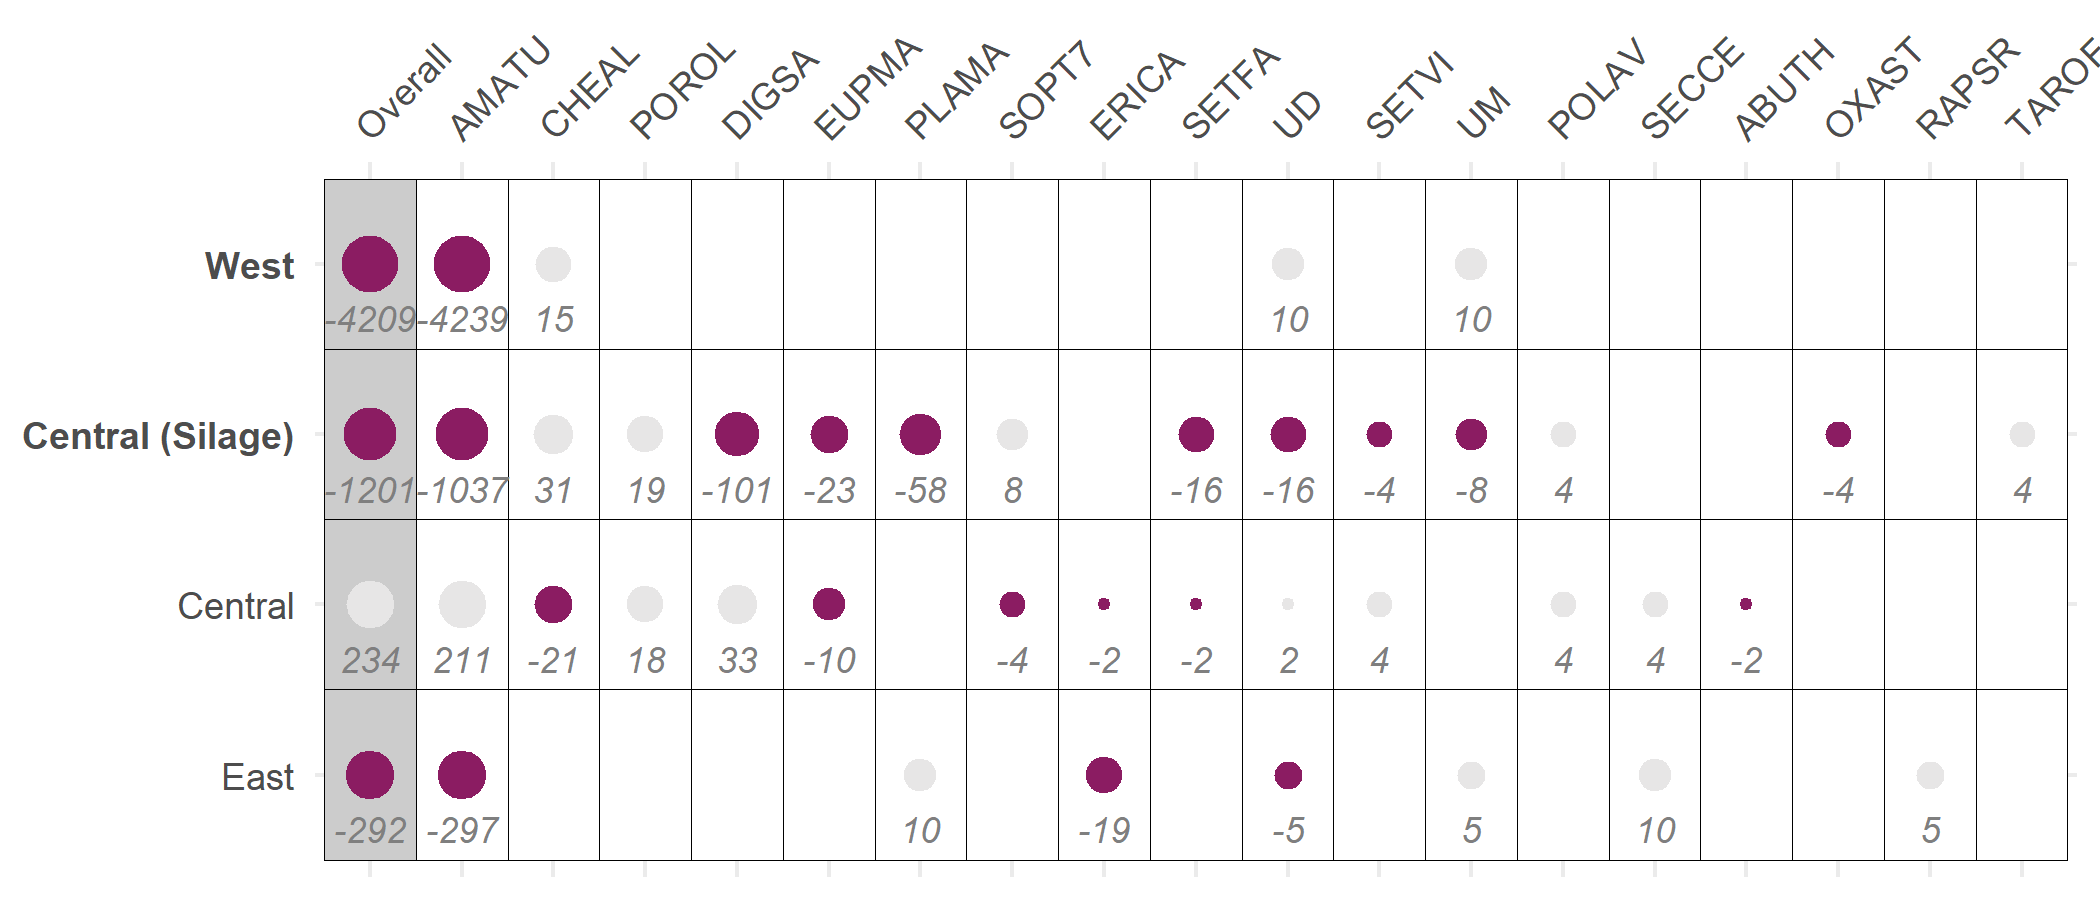 Overall AMATU CHEAL POROL DIGSA EUPMA PLAMA SOPT7 ERICA SETFA UD SETVI UM POLAV SECCE ABUTH OXAST RAPSR TAROF
West -4209 -4239 15 10 10
Central (Silage) -1201 -1037 31 19 -101 -23 -58 8 -16 -16 -4 -8 4 -4 4
Central 234 211 -21 18 33 -10 -4 -2 -2 2 4 4 4 -2
East -292 -297 10 -19 -5 5 10 5